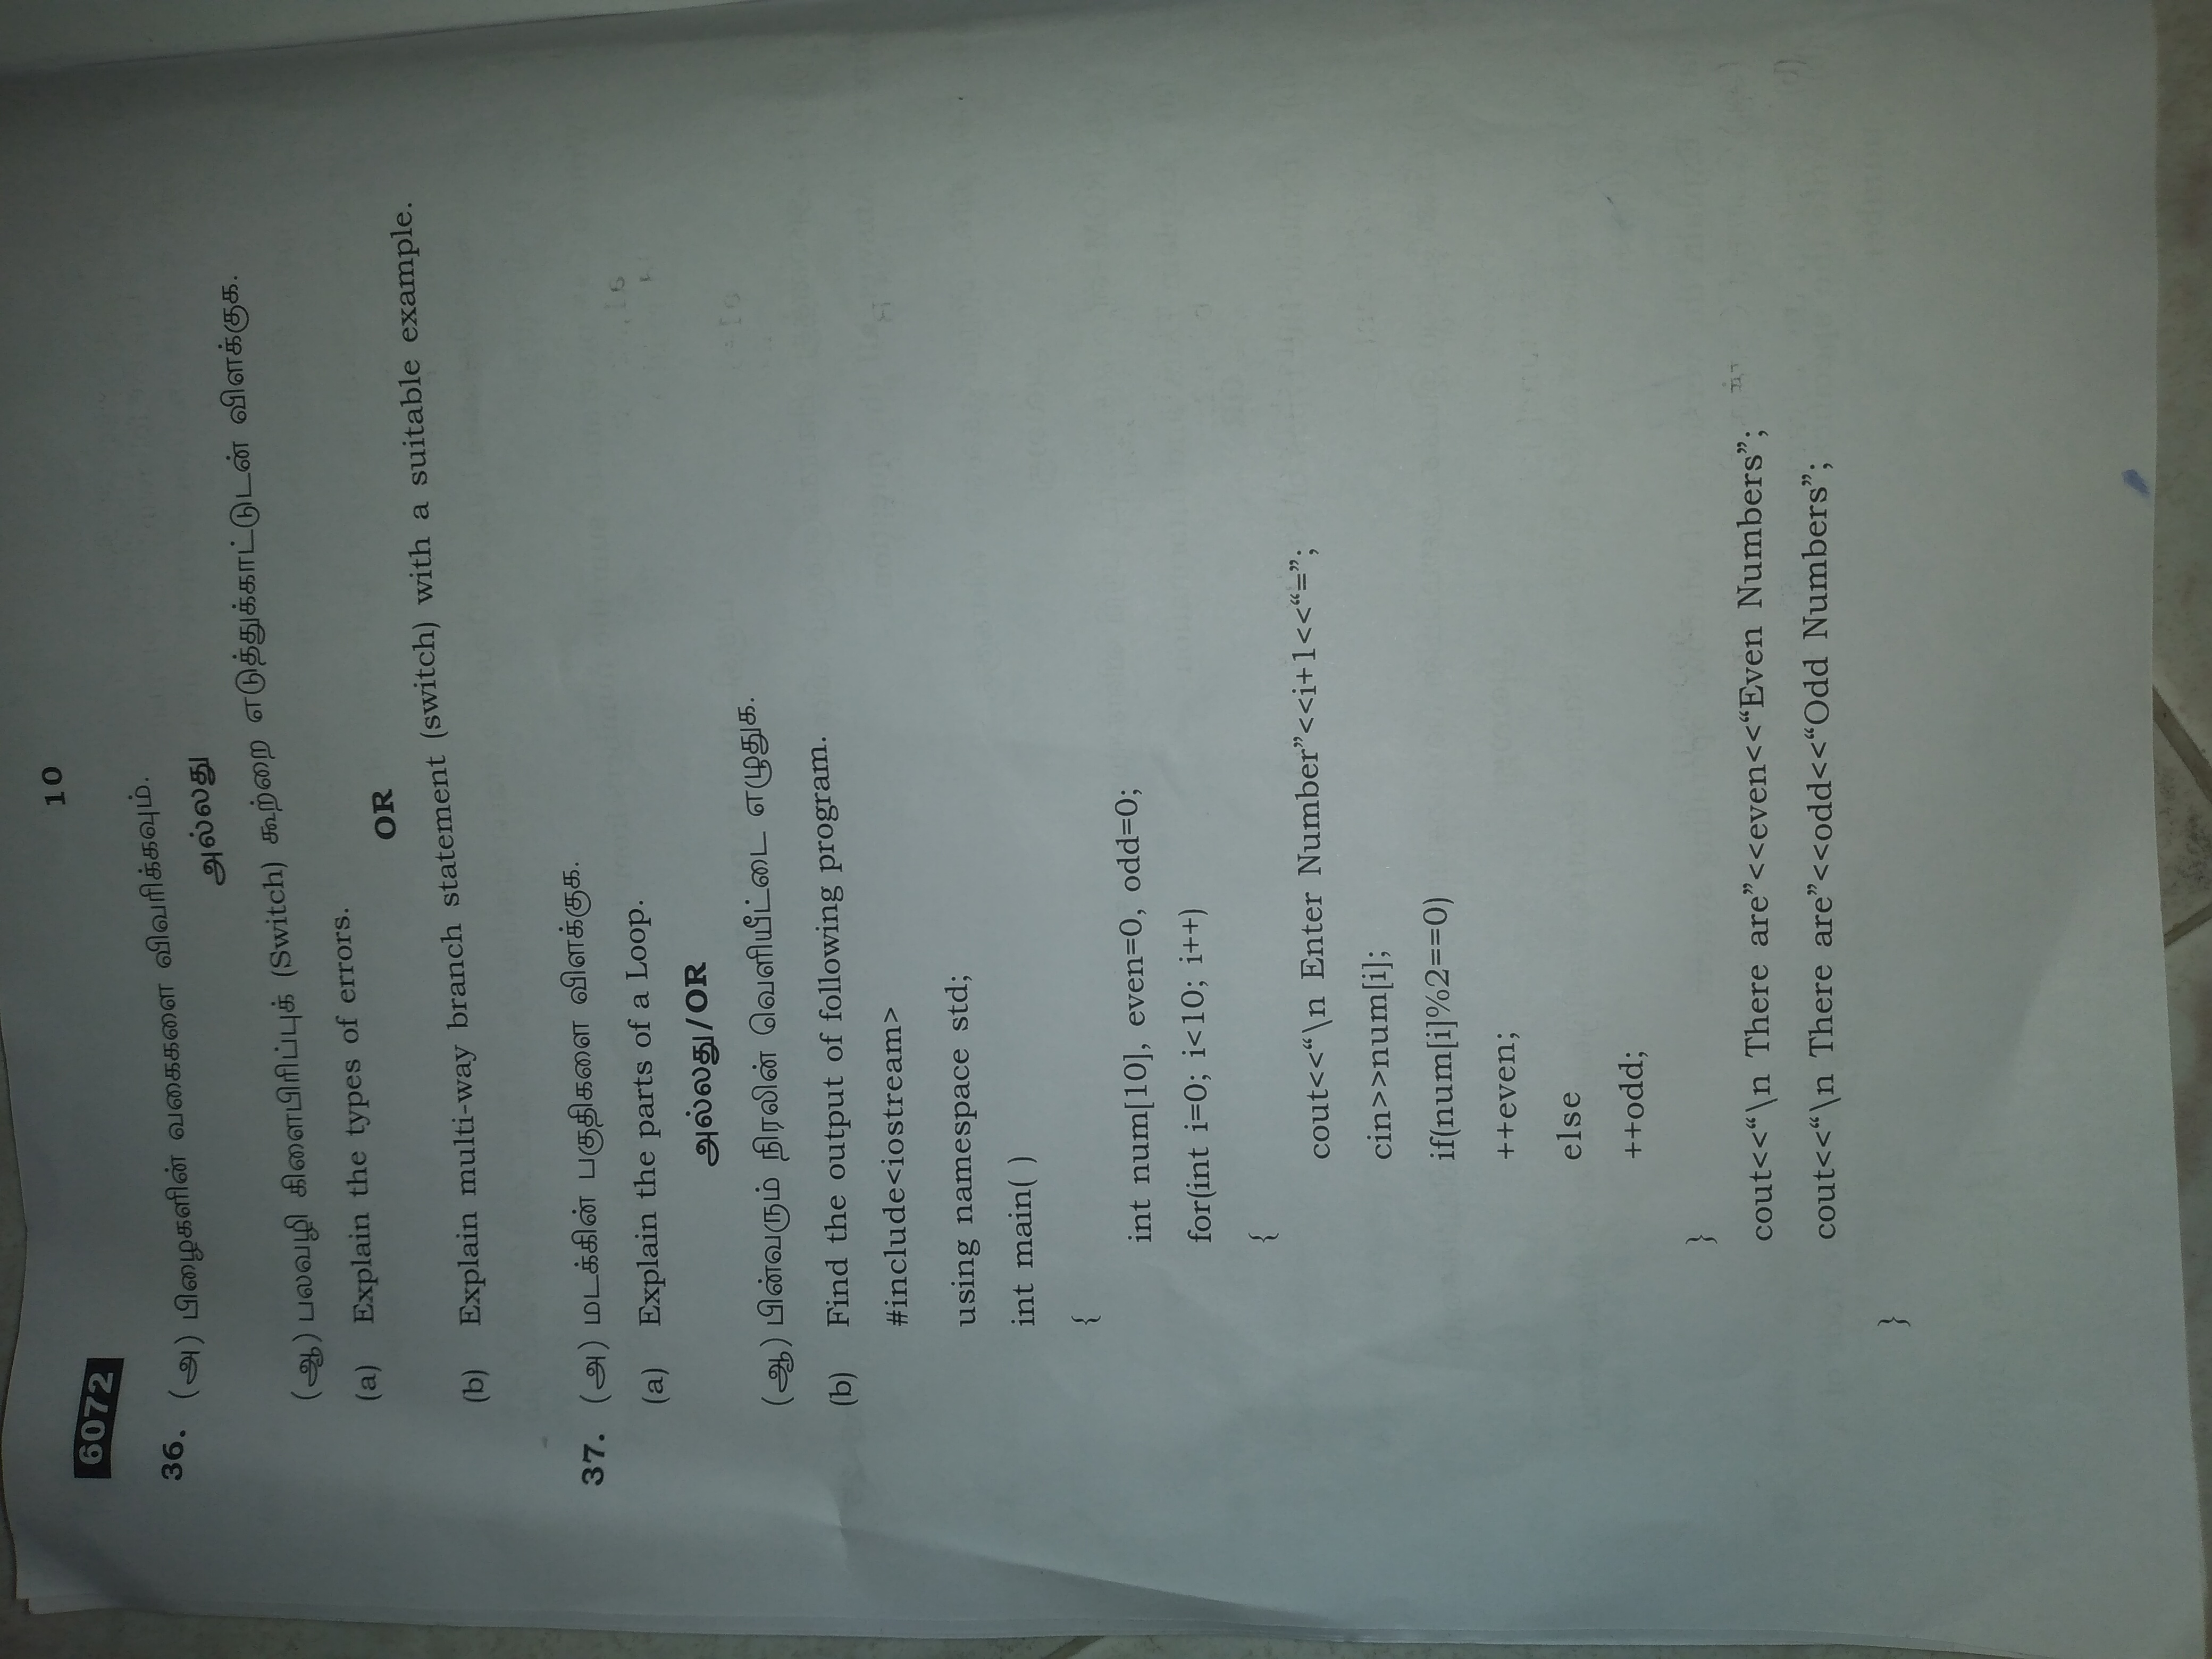 10
6072
36. (அ) பிழைகளின் வகைகளை விவரிக்கவும்.
அல்லது
(ஆ) பலவழி கிளைபிரிப்புக் (Switch) கூற்றை எடுத்துக்காட்டுடன் விளக்குக.
(a) Explain the types of errors.
OR
(b) Explain multi-way branch statement (switch) with a suitable example.
37. (அ) மடக்கின் பகுதிகளை விளக்குக.
(a) Explain the parts of a Loop.
அல்லது/OR
(ஆ) பின்வரும் நிரலின் வெளியீட்டை எழுதுக.
(b) Find the output of following program.
#include<iostream>
using namespace std;
int main( )
{
int num[10], even=0, odd=0;
for(int i=0; i<10; i++)
{
cout<<“\n Enter Number”<<i+1<<“=”;
cin>>num[i];
if(num[i]%2==0)
++even;
else
++odd;
}
cout<<“\n There are”<<even<<“Even Numbers”;
cout<<“\n There are”<<odd<<“Odd Numbers”;
}